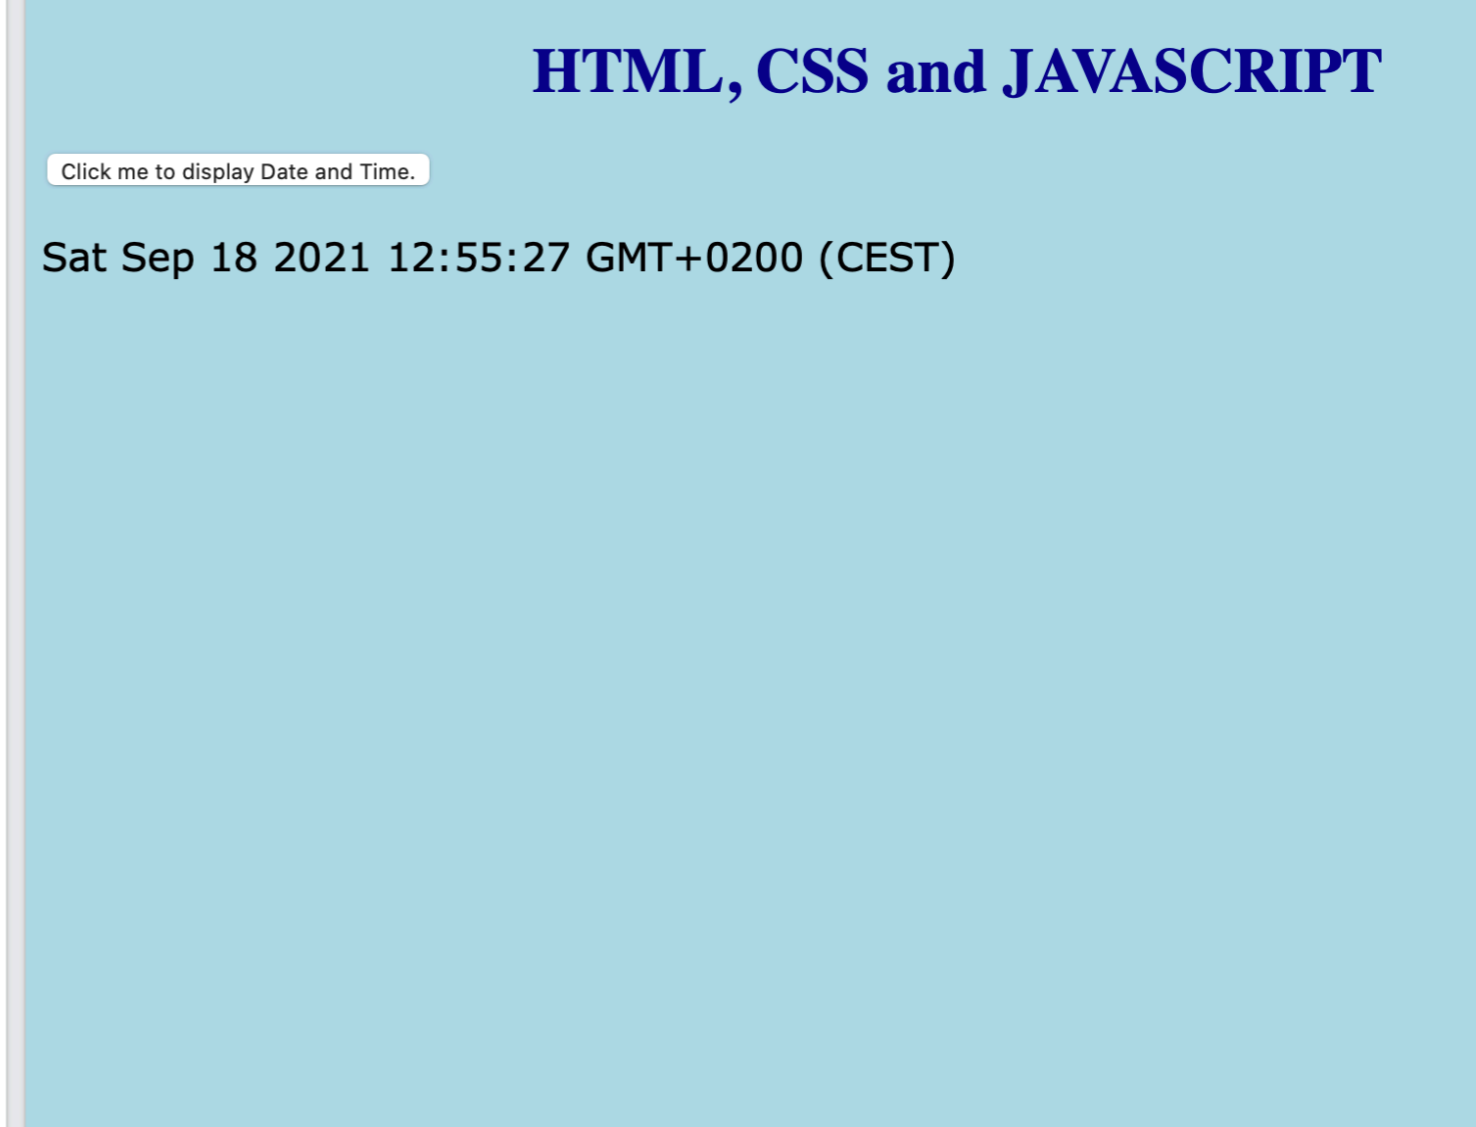 HTML, CSS and JAVASCRIPT
Click me to display Date and Time.
Sat Sep 18 2021 12:55:27 GMT+0200 (CEST)